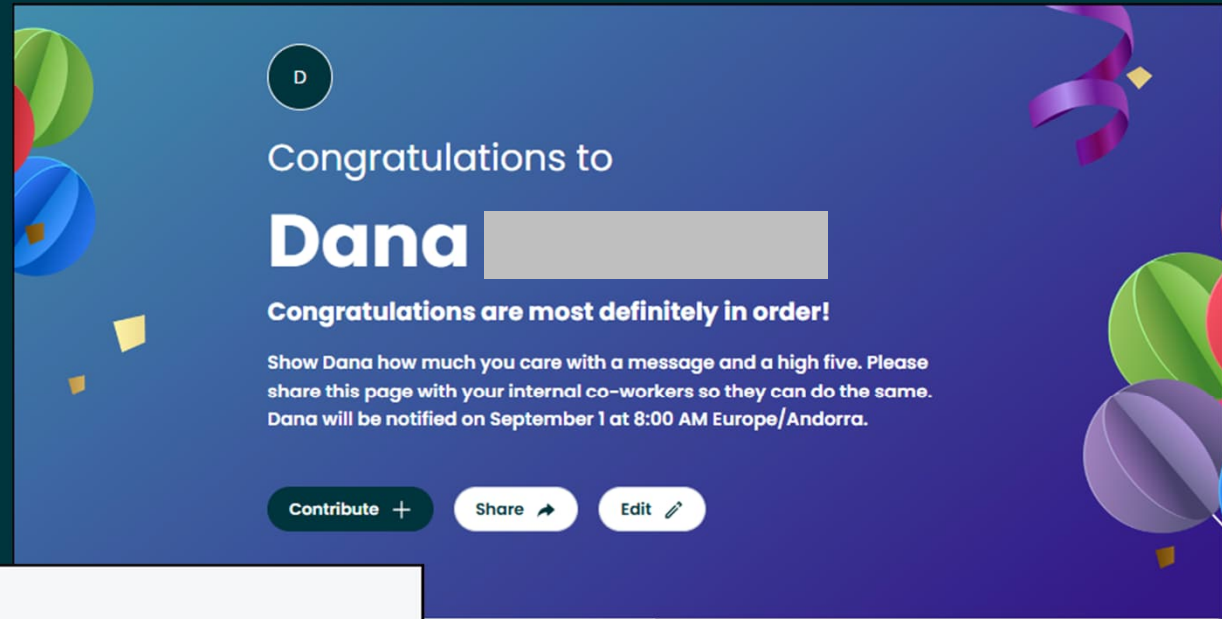 D
Congratulations to
Dana
Congratulations are most definitely in order!
Show Dana how much you care with a message and a high five. Please
share this page with your internal co-workers so they can do the same.
Dana will be notified on September 1 at 8:00 AM Europe/Andorra.
Contribute
Share
Edit